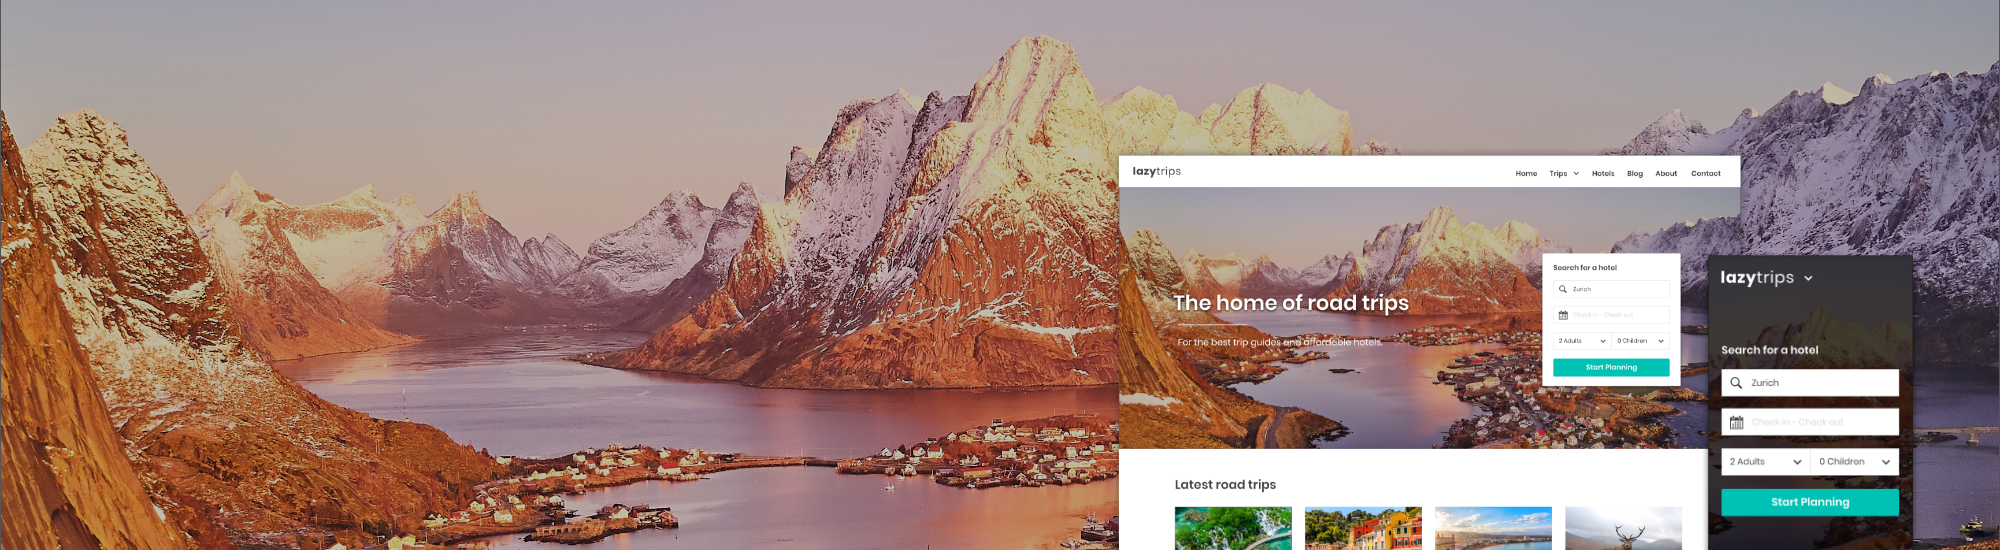 lazytrips
Home Trips Hotels Blog About Contact
The home of road trips
For the best trip guides and affordable hotels.
Search for a hotel
Zurich
Check in - Check out
2 Adults 0 Children
Start Planning
Latest road trips
lazytrips
Search for a hotel
Zurich
Check in - Check out
2 Adults 0 Children
Start Planning